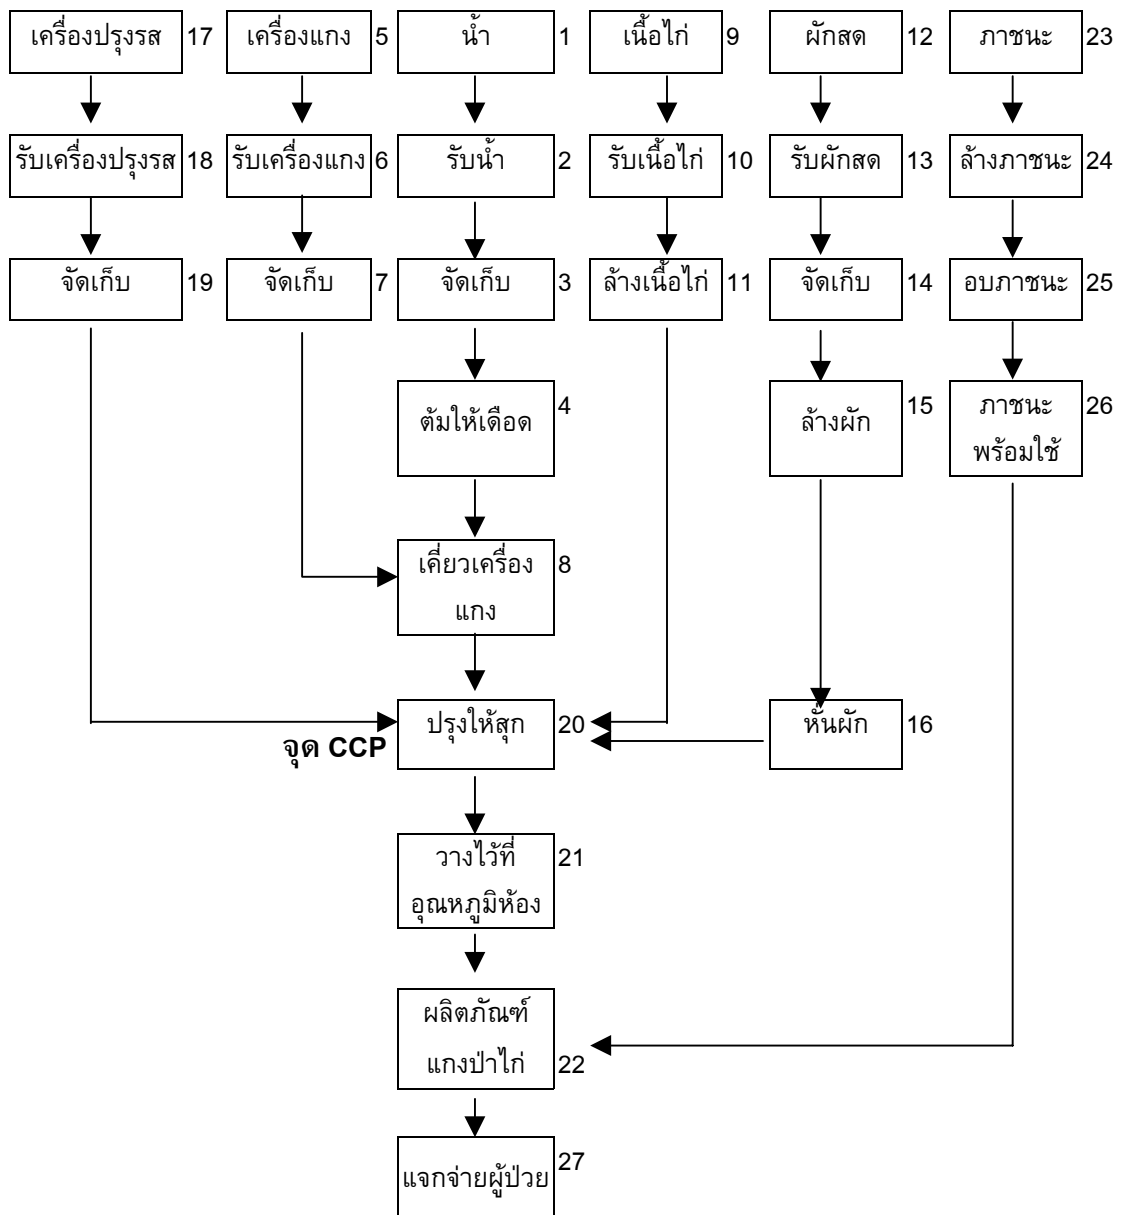 เครื่องปรุงรส 17 เครื่องแกง 5 น้ำ 1 เนื้อไก่ 9 ผักสด 12 ภาชนะ 23
รับเครื่องปรุงรส 18 รับเครื่องแกง 6 รับน้ำ 2 รับเนื้อไก่ 10 รับผักสด 13 ล้างภาชนะ 24
จัดเก็บ 19 จัดเก็บ 7 จัดเก็บ 3 ล้างเนื้อไก่ 11 จัดเก็บ 14 อบภาชนะ 25
ต้มให้เดือด 4
ล้างผัก 15
ภาชนะ 26
พร้อมใช้
เคี่ยวเครื่อง 8
แกง
ปรุงให้สุก 20
หั่นผัก 16
จุด CCP
วางไว้ที่ 21
อุณหภูมิห้อง
ผลิตภัณฑ์
แกงป่าไก่ 22
แจกจ่ายผู้ป่วย 27